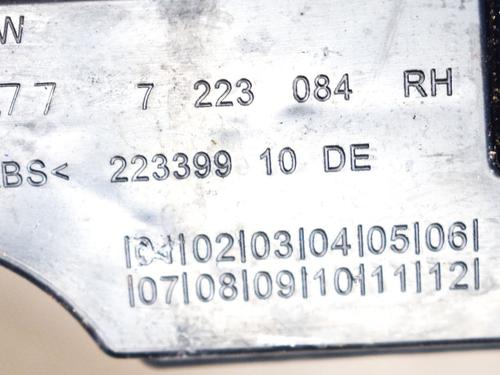 W
77 7 223 084 RH
BS< 223399 10 DE
|02|03|04|05|06|
|07|08|09|10|11|12|